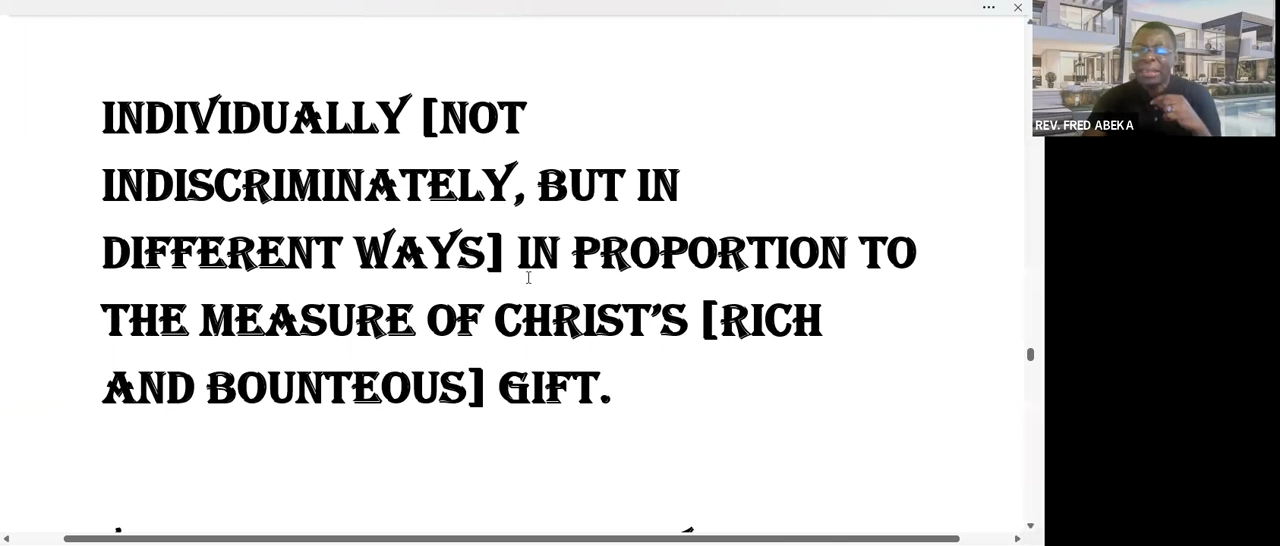 INDIVIDUALLY [NOT
INDISCRIMINATELY, BUT IN
DIFFERENT WAYS] IN PROPORTION TO
THE MEASURE OF CHRIST’S [RICH
AND BOUNTEOUS] GIFT.
REV. FRED ABEKA